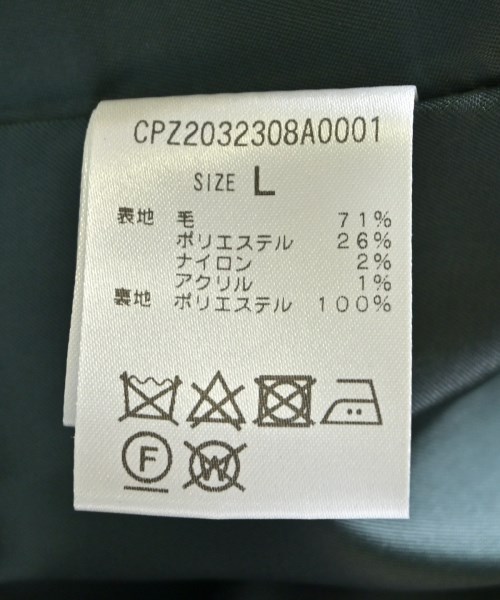 CPZ2032308A0001
SIZE L
表地 毛 71%
ポリエステル 26%
ナイロン 2%
アクリル 1%
裏地 ポリエステル 100%
F W